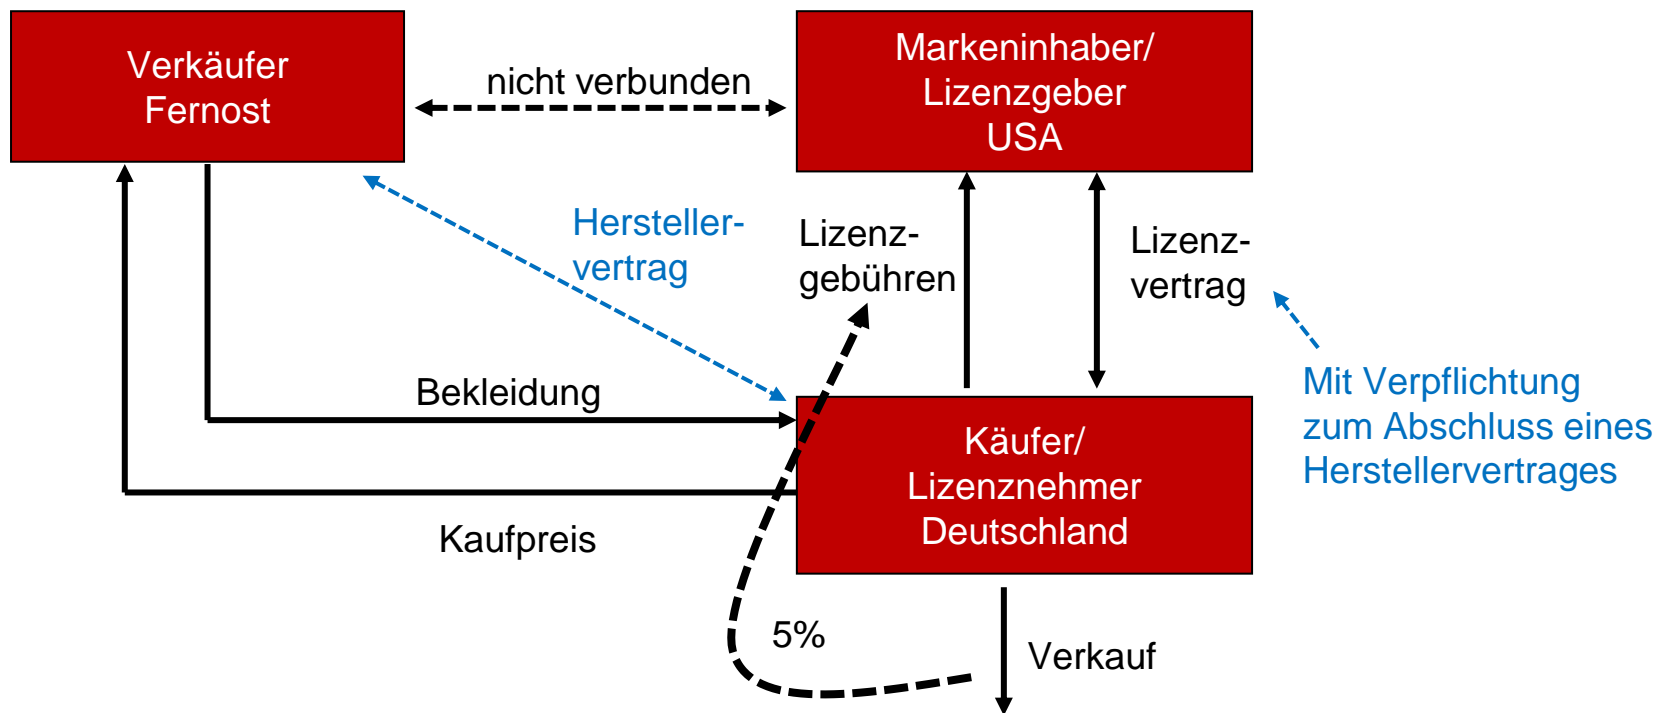 Verkäufer
Fernost
nicht verbunden
Markeninhaber/
Lizenzgeber
USA
Hersteller-
vertrag
Lizenz-
gebühren
Lizenz-
vertrag
Bekleidung
Mit Verpflichtung
zum Abschluss eines
Herstellervertrages
Käufer/
Lizenznehmer
Deutschland
Kaufpreis
5%
Verkauf